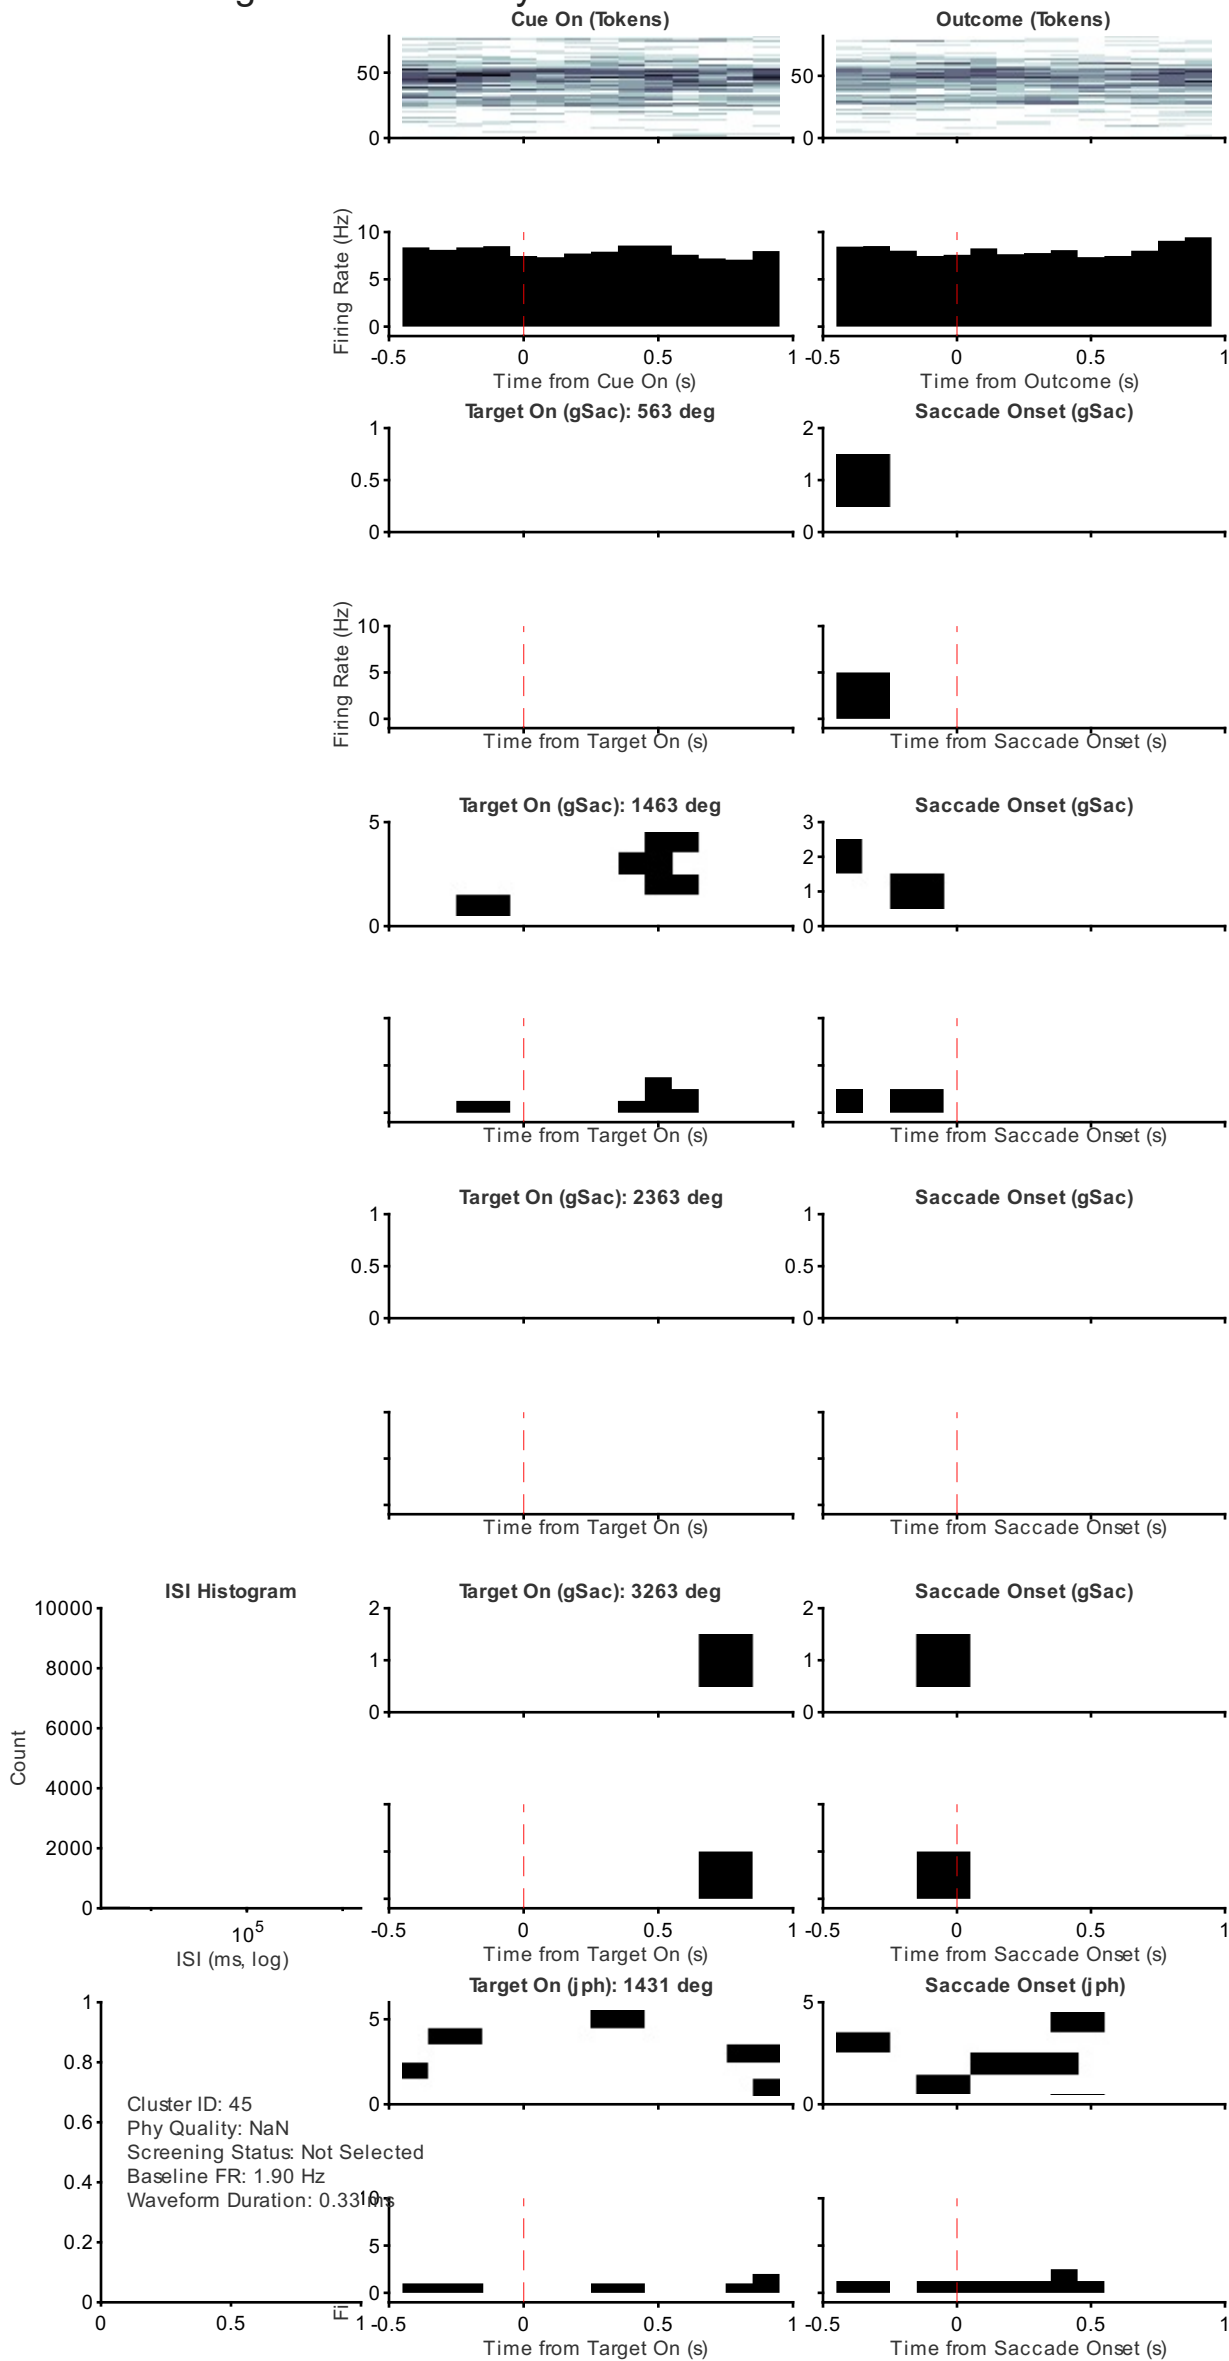 Cue On (Tokens)
Outcome (Tokens)
50
0
50
0
Firing Rate (Hz)
10
5
0
-0.5
0
0.5
1
-0.5
0
0.5
1
Time from Cue On (s)
Time from Outcome (s)
Target On (gSac): 563 deg
Saccade Onset (gSac)
1
0.5
0
2
1
0
Firing Rate (Hz)
10
5
0
Time from Target On (s)
Time from Saccade Onset (s)
Target On (gSac): 1463 deg
Saccade Onset (gSac)
5
0
3
2
1
0
Time from Target On (s)
Time from Saccade Onset (s)
Target On (gSac): 2363 deg
Saccade Onset (gSac)
1
0.5
0
1
0.5
0
Time from Target On (s)
Time from Saccade Onset (s)
ISI Histogram
Target On (gSac): 3263 deg
Saccade Onset (gSac)
Count
10000
8000
6000
4000
2000
0
10^5
ISI (ms, log)
2
1
0
2
1
0
-0.5
0
0.5
1
-0.5
0
0.5
1
Time from Target On (s)
Time from Saccade Onset (s)
Target On (jph): 1431 deg
Saccade Onset (jph)
1
0.8
0.6
0.4
0.2
0
0
0.5
1
Cluster ID: 45
Phy Quality: NaN
Screening Status: Not Selected
Baseline FR: 1.90 Hz
Waveform Duration: 0.33 ms
5
0
5
0
10
5
0
Fi
-0.5
0
0.5
1
-0.5
0
0.5
1
Time from Target On (s)
Time from Saccade Onset (s)